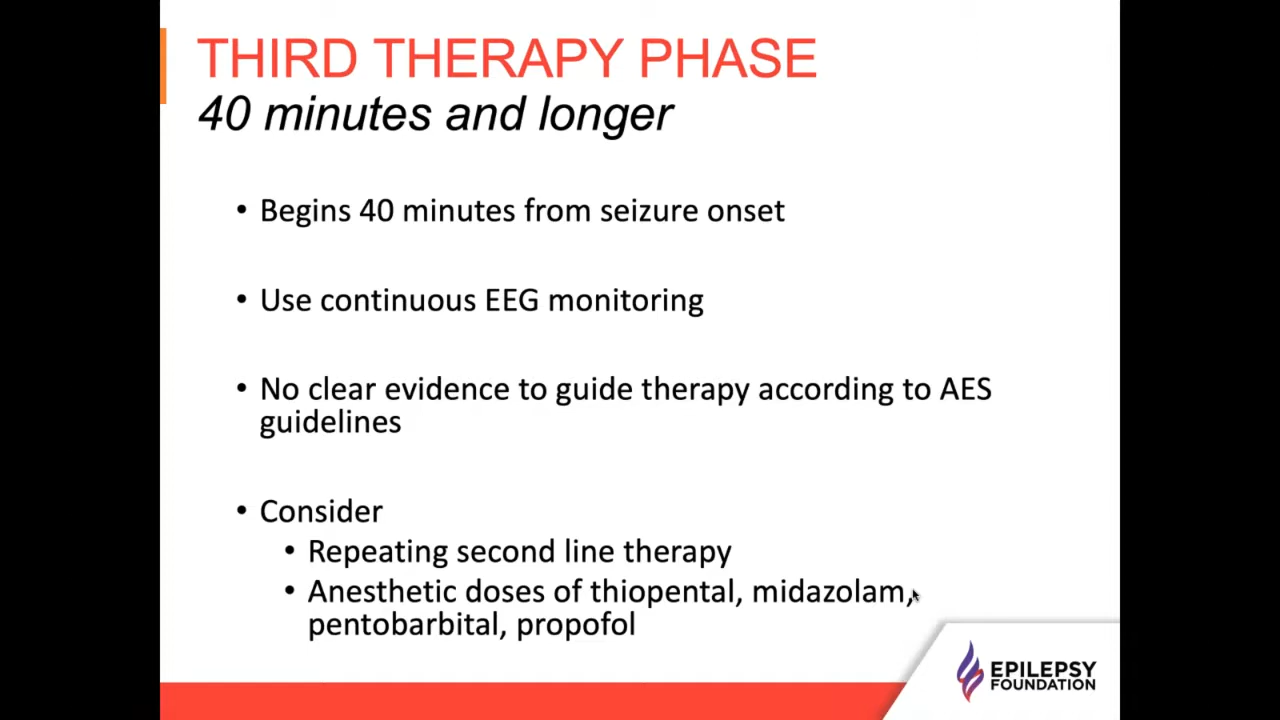 THIRD THERAPY PHASE
40 minutes and longer
• Begins 40 minutes from seizure onset
• Use continuous EEG monitoring
• No clear evidence to guide therapy according to AES
guidelines
• Consider
• Repeating second line therapy
• Anesthetic doses of thiopental, midazolam,
pentobarbital, propofol
EPILEPSY
FOUNDATION